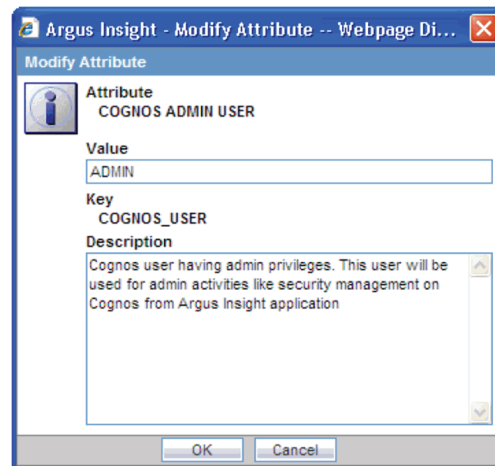 Argus Insight - Modify Attribute -- Webpage Di...
Modify Attribute
Attribute
COGNOS ADMIN USER
Value
ADMIN
Key
COGNOS_USER
Description
Cognos user having admin privileges. This user will be
used for admin activities like security management on
Cognos from Argus Insight application
OK Cancel